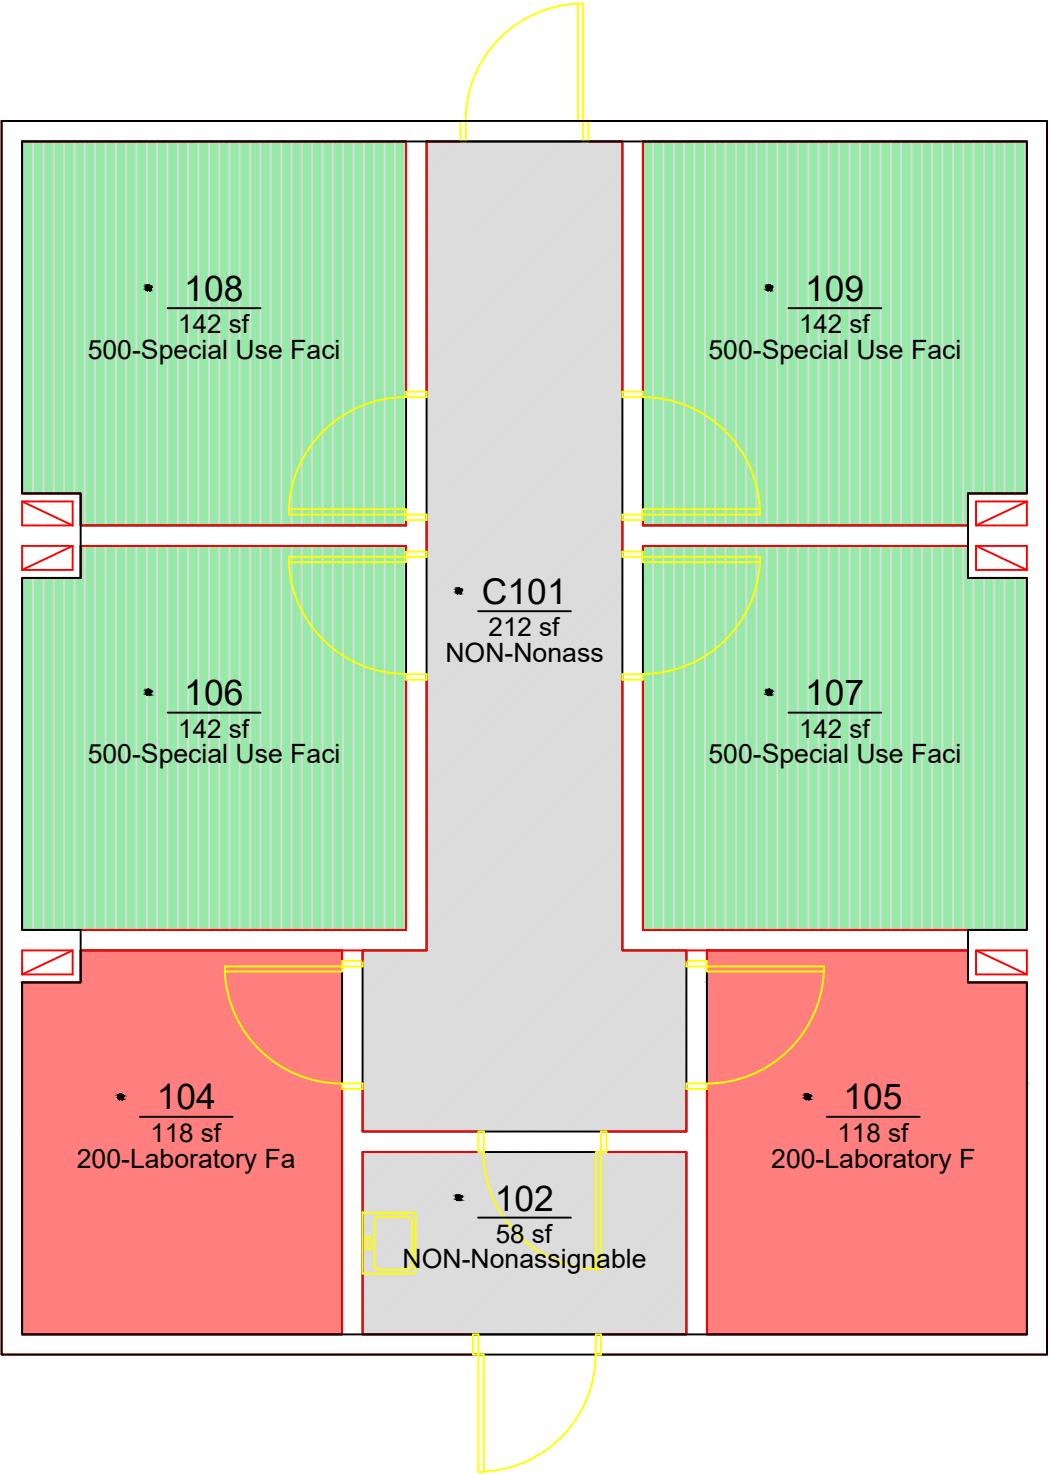 108
142 sf
500-Special Use Faci
109
142 sf
500-Special Use Faci
C101
212 sf
NON-Nonass
106
142 sf
500-Special Use Faci
107
142 sf
500-Special Use Faci
104
118 sf
200-Laboratory Fa
105
118 sf
200-Laboratory F
102
58 sf
NON-Nonassignable